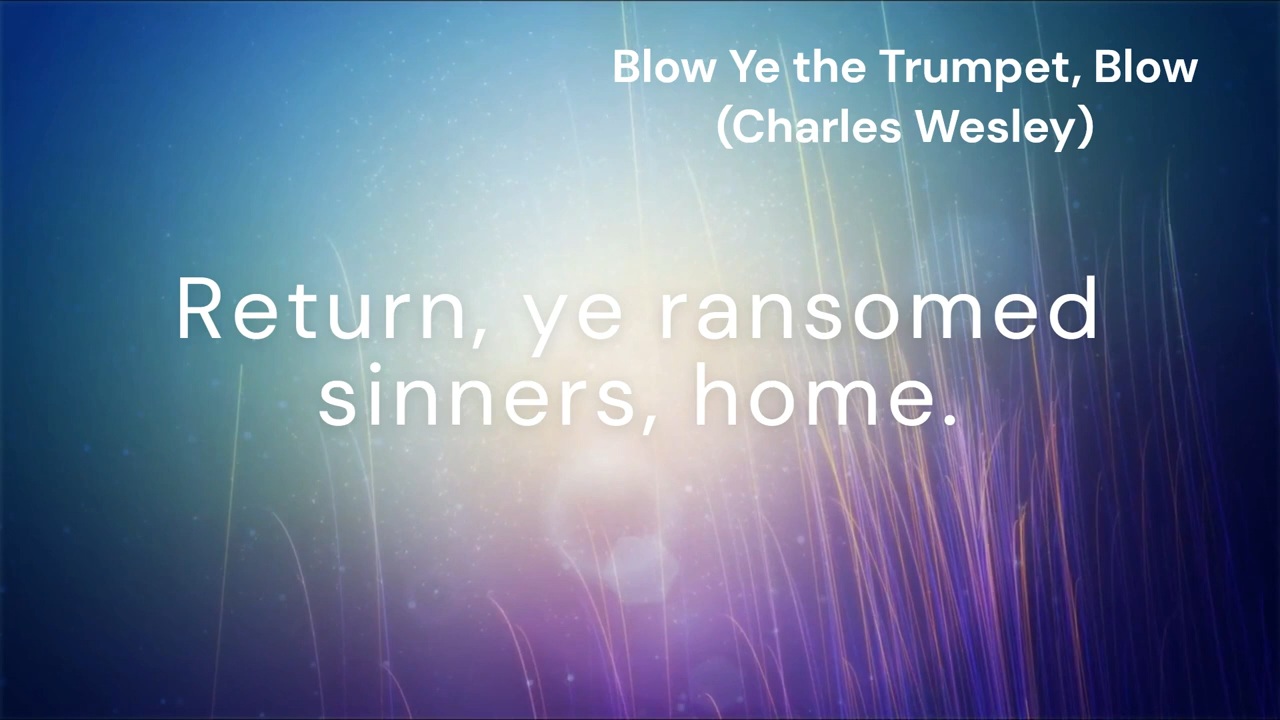 Blow Ye the Trumpet, Blow
(Charles Wesley)
Return, ye ransomed
sinners, home.